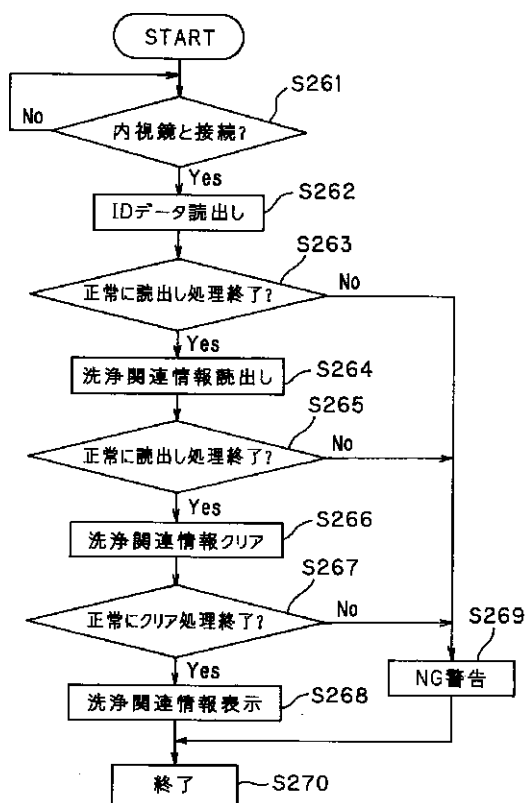 START
S261
No
内視鏡と接続?
Yes
S262
IDデータ読出し
S263
正常に読出し処理終了?
No
Yes
S264
洗浄関連情報読出し
S265
正常に読出し処理終了?
No
Yes
S266
洗浄関連情報クリア
S267
正常にクリア処理終了?
No
S269
Yes
NG警告
S268
洗浄関連情報表示
終了
S270